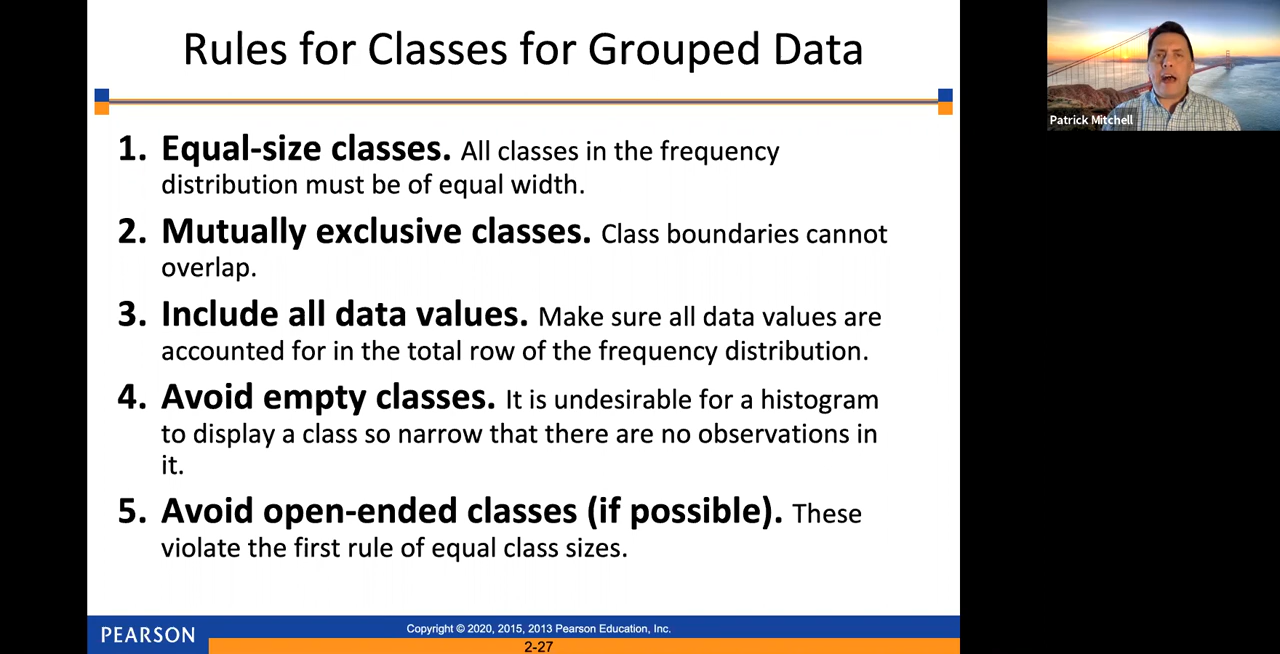 Rules for Classes for Grouped Data
Patrick Mitchell
1. Equal-size classes. All classes in the frequency
distribution must be of equal width.
2. Mutually exclusive classes. Class boundaries cannot
overlap.
3. Include all data values. Make sure all data values are
accounted for in the total row of the frequency distribution.
4. Avoid empty classes. It is undesirable for a histogram
to display a class so narrow that there are no observations in
it.
5. Avoid open-ended classes (if possible). These
violate the first rule of equal class sizes.
PEARSON
Copyright © 2020, 2015, 2013 Pearson Education, Inc.
2-27